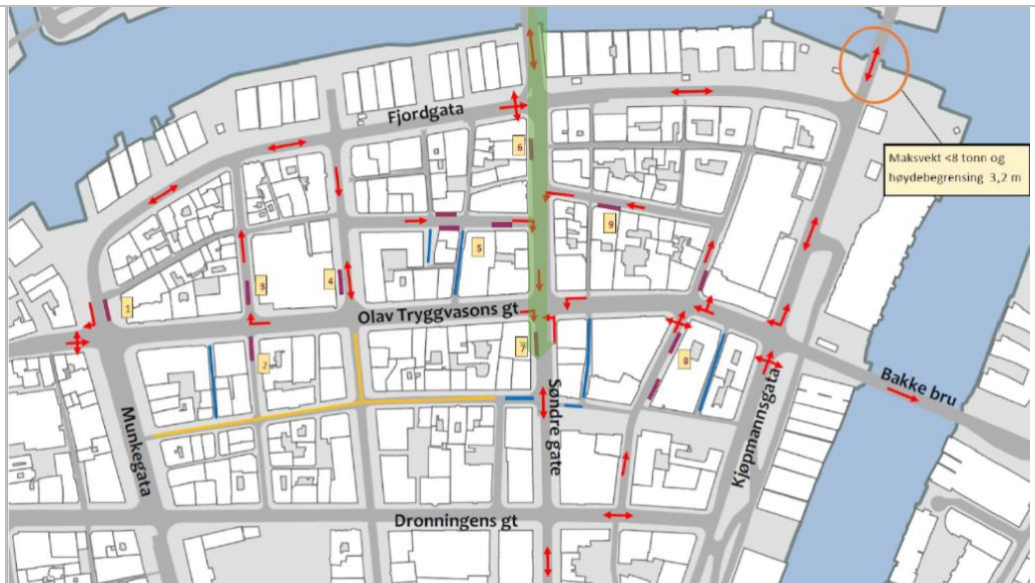 Fjordgata
6
Maksvekt <8 tonn og
høydebegrensing 3,2 m
9
5
3
4
1
Olav Tryggvasons gt
2
7
8
Munkegata
Søndre gate
Kjøpmannsgata
Bakke bru
Dronningens gt